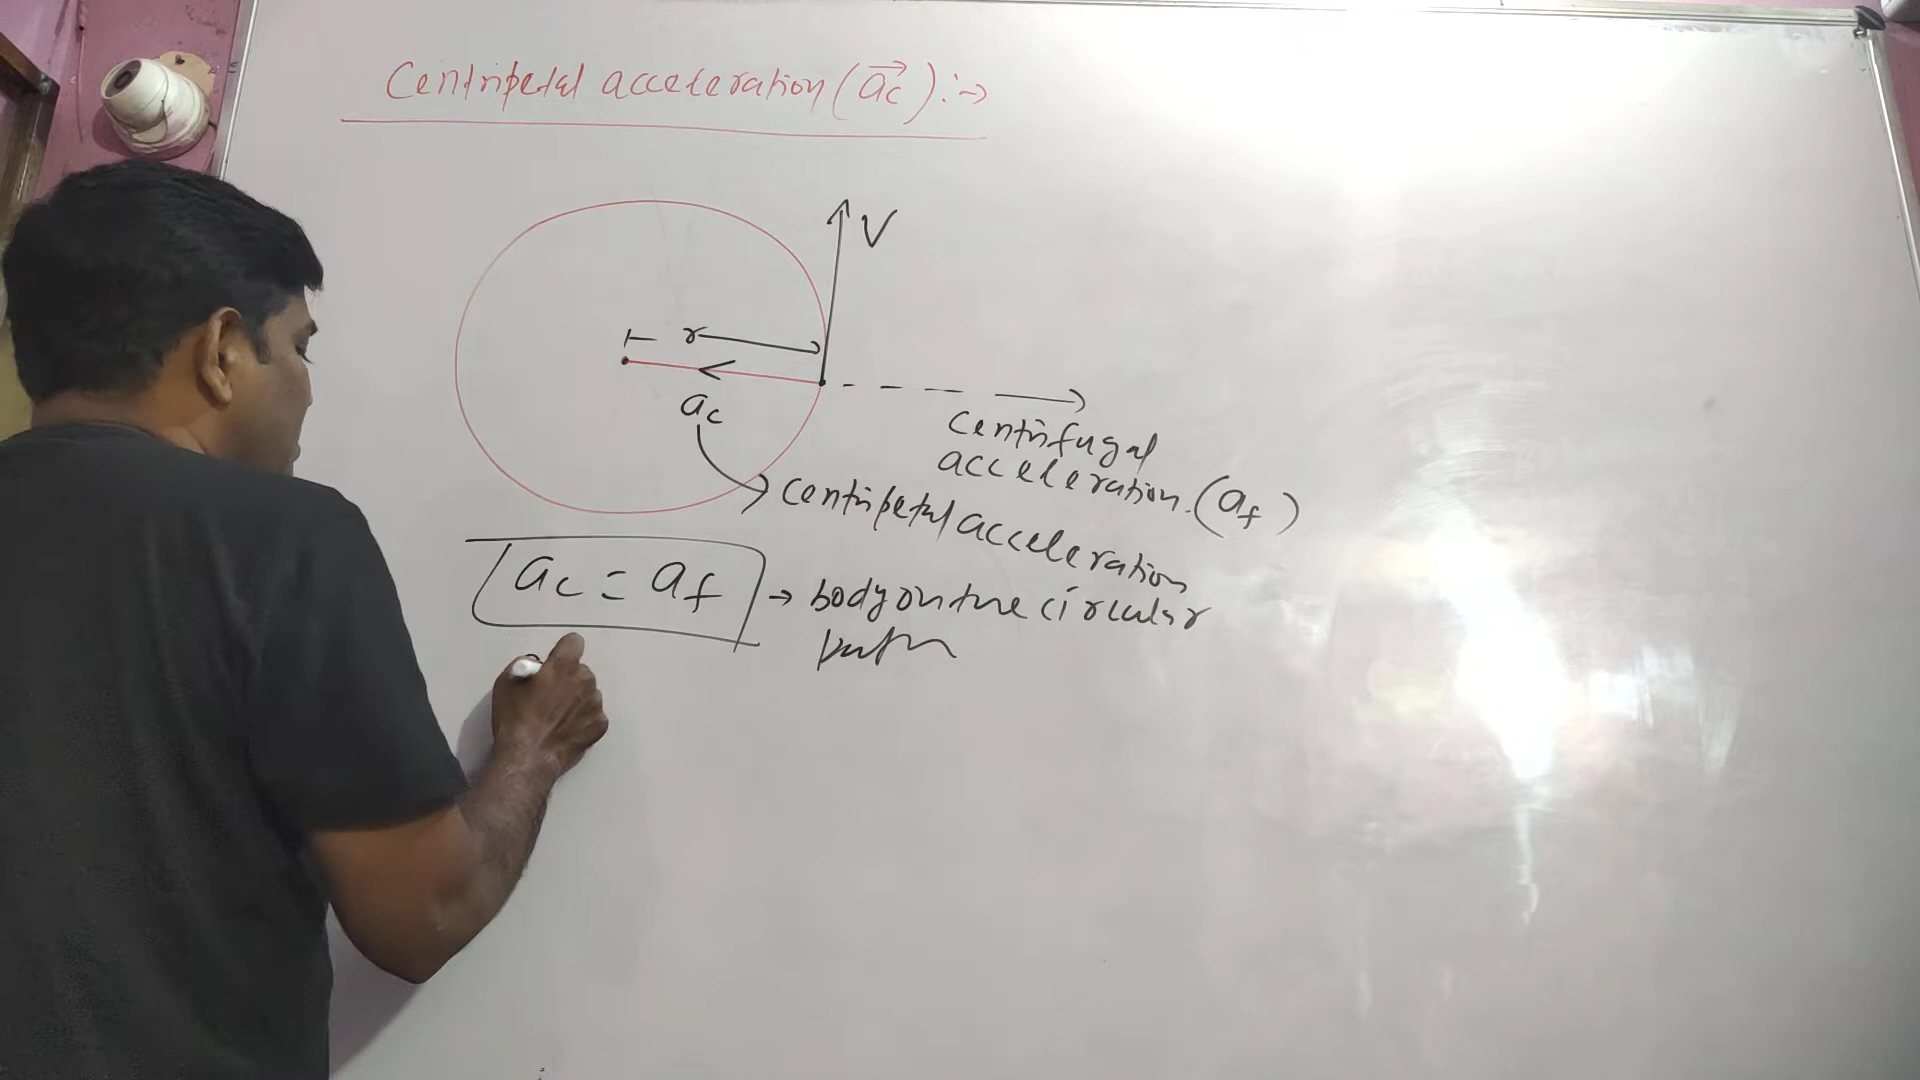 Centripetal acceleration (a⃗c) :→
V
r
ac
Centrifugal
acceleration. (af)
Centripetal acceleration
ac = af → body on the circular
path